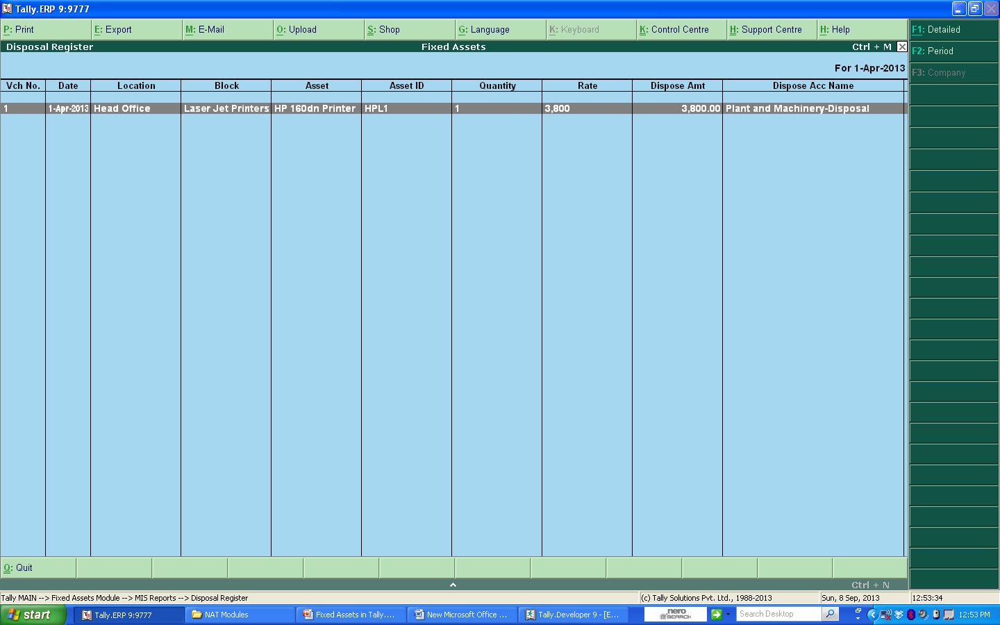 Tally.ERP 9:9777
P: Print E: Export M: E-Mail O: Upload S: Shop G: Language K: Keyboard K: Control Centre H: Support Centre H: Help F1: Detailed
Disposal Register Fixed Assets Ctrl + M
F2: Period
For 1-Apr-2013
F3: Company
Vch No. Date Location Block Asset Asset ID Quantity Rate Dispose Amt Dispose Acc Name
1 1-Apr-2013 Head Office Laser Jet Printers HP 160dn Printer HPL1 1 3,800 3,800.00 Plant and Machinery-Disposal
Q: Quit
Ctrl + N
Tally MAIN --> Fixed Assets Module --> MIS Reports --> Disposal Register (c) Tally Solutions Pvt. Ltd., 1988-2013 Sun, 8 Sep, 2013 12:53:34
start Tally.ERP 9:9777 NAT Modules Fixed Assets in Tally.... New Microsoft Office ... Tally.Developer 9 - [E... nero SEARCH Search Desktop 12:53 PM